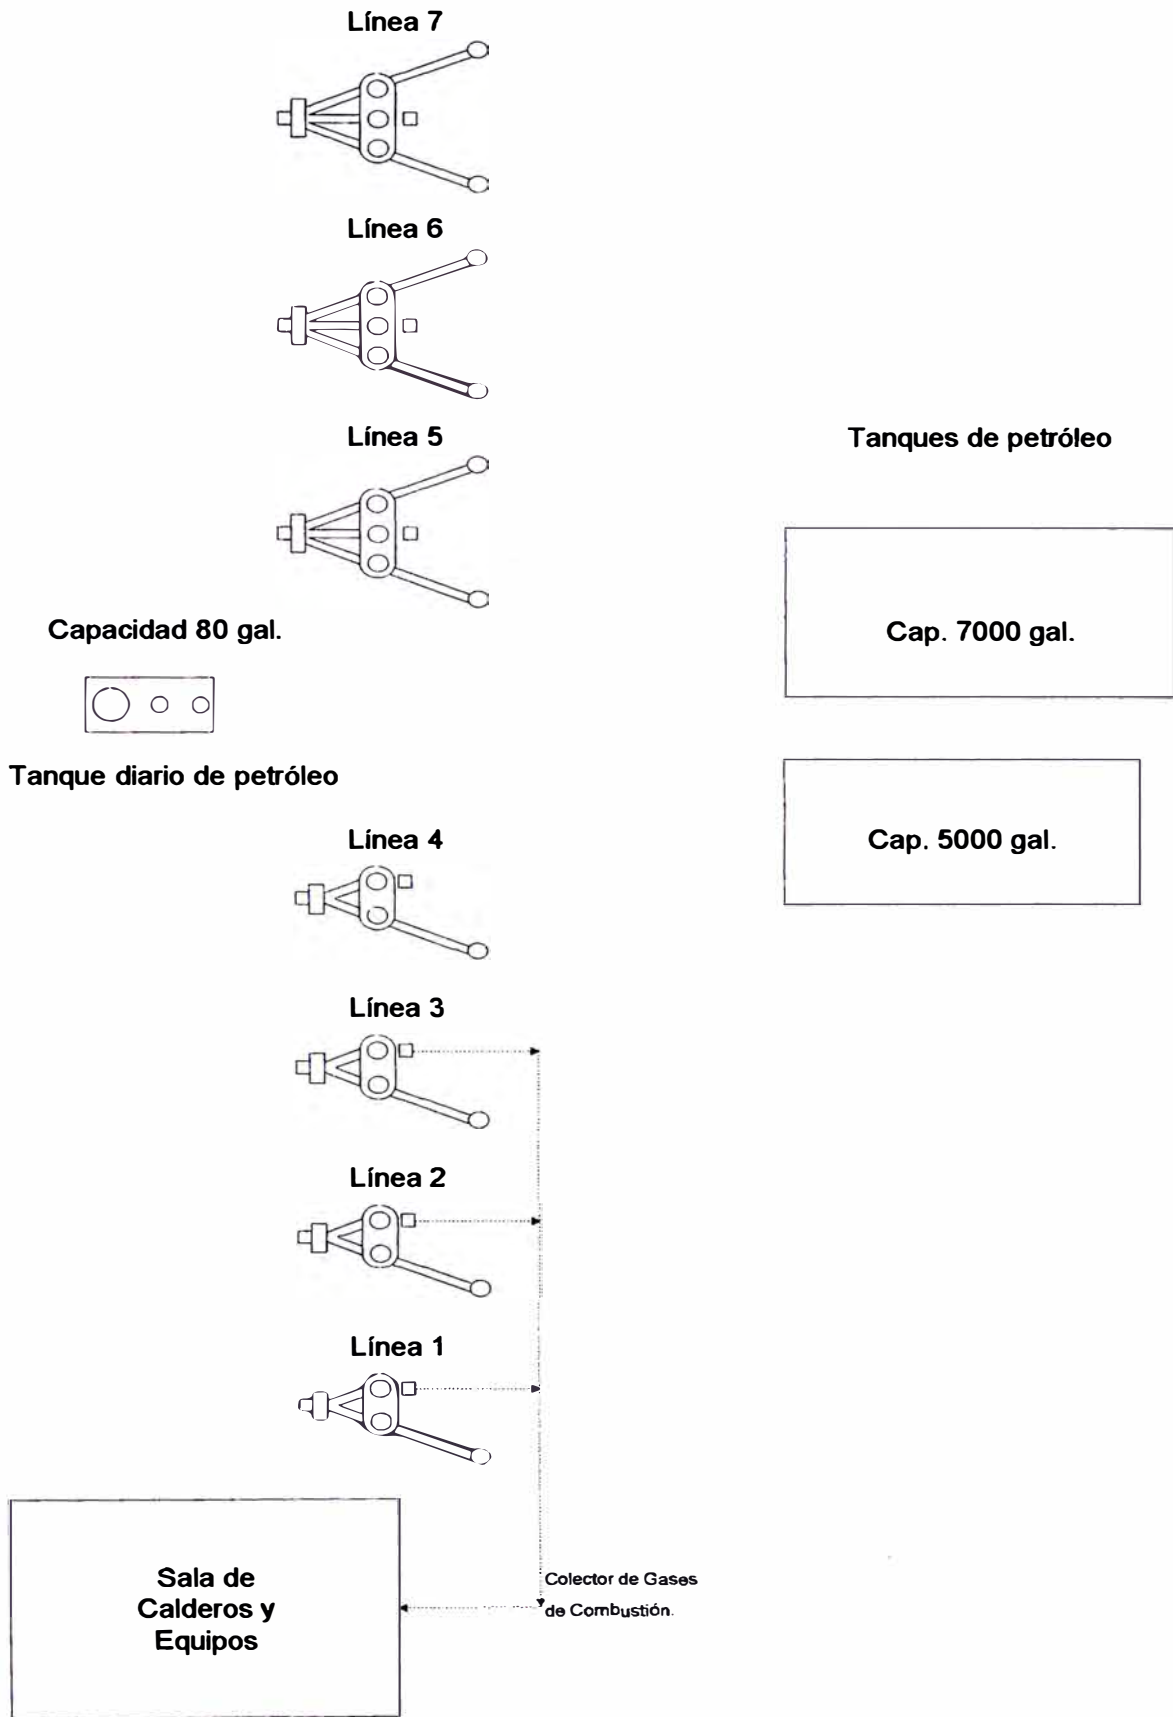 Línea 7
Línea 6
Línea 5
Tanques de petróleo
Capacidad 80 gal.
Cap. 7000 gal.
Tanque diario de petróleo
Línea 4
Cap. 5000 gal.
Línea 3
Línea 2
Línea 1
Sala de
Calderos y
Equipos
Colector de Gases
de Combustión.